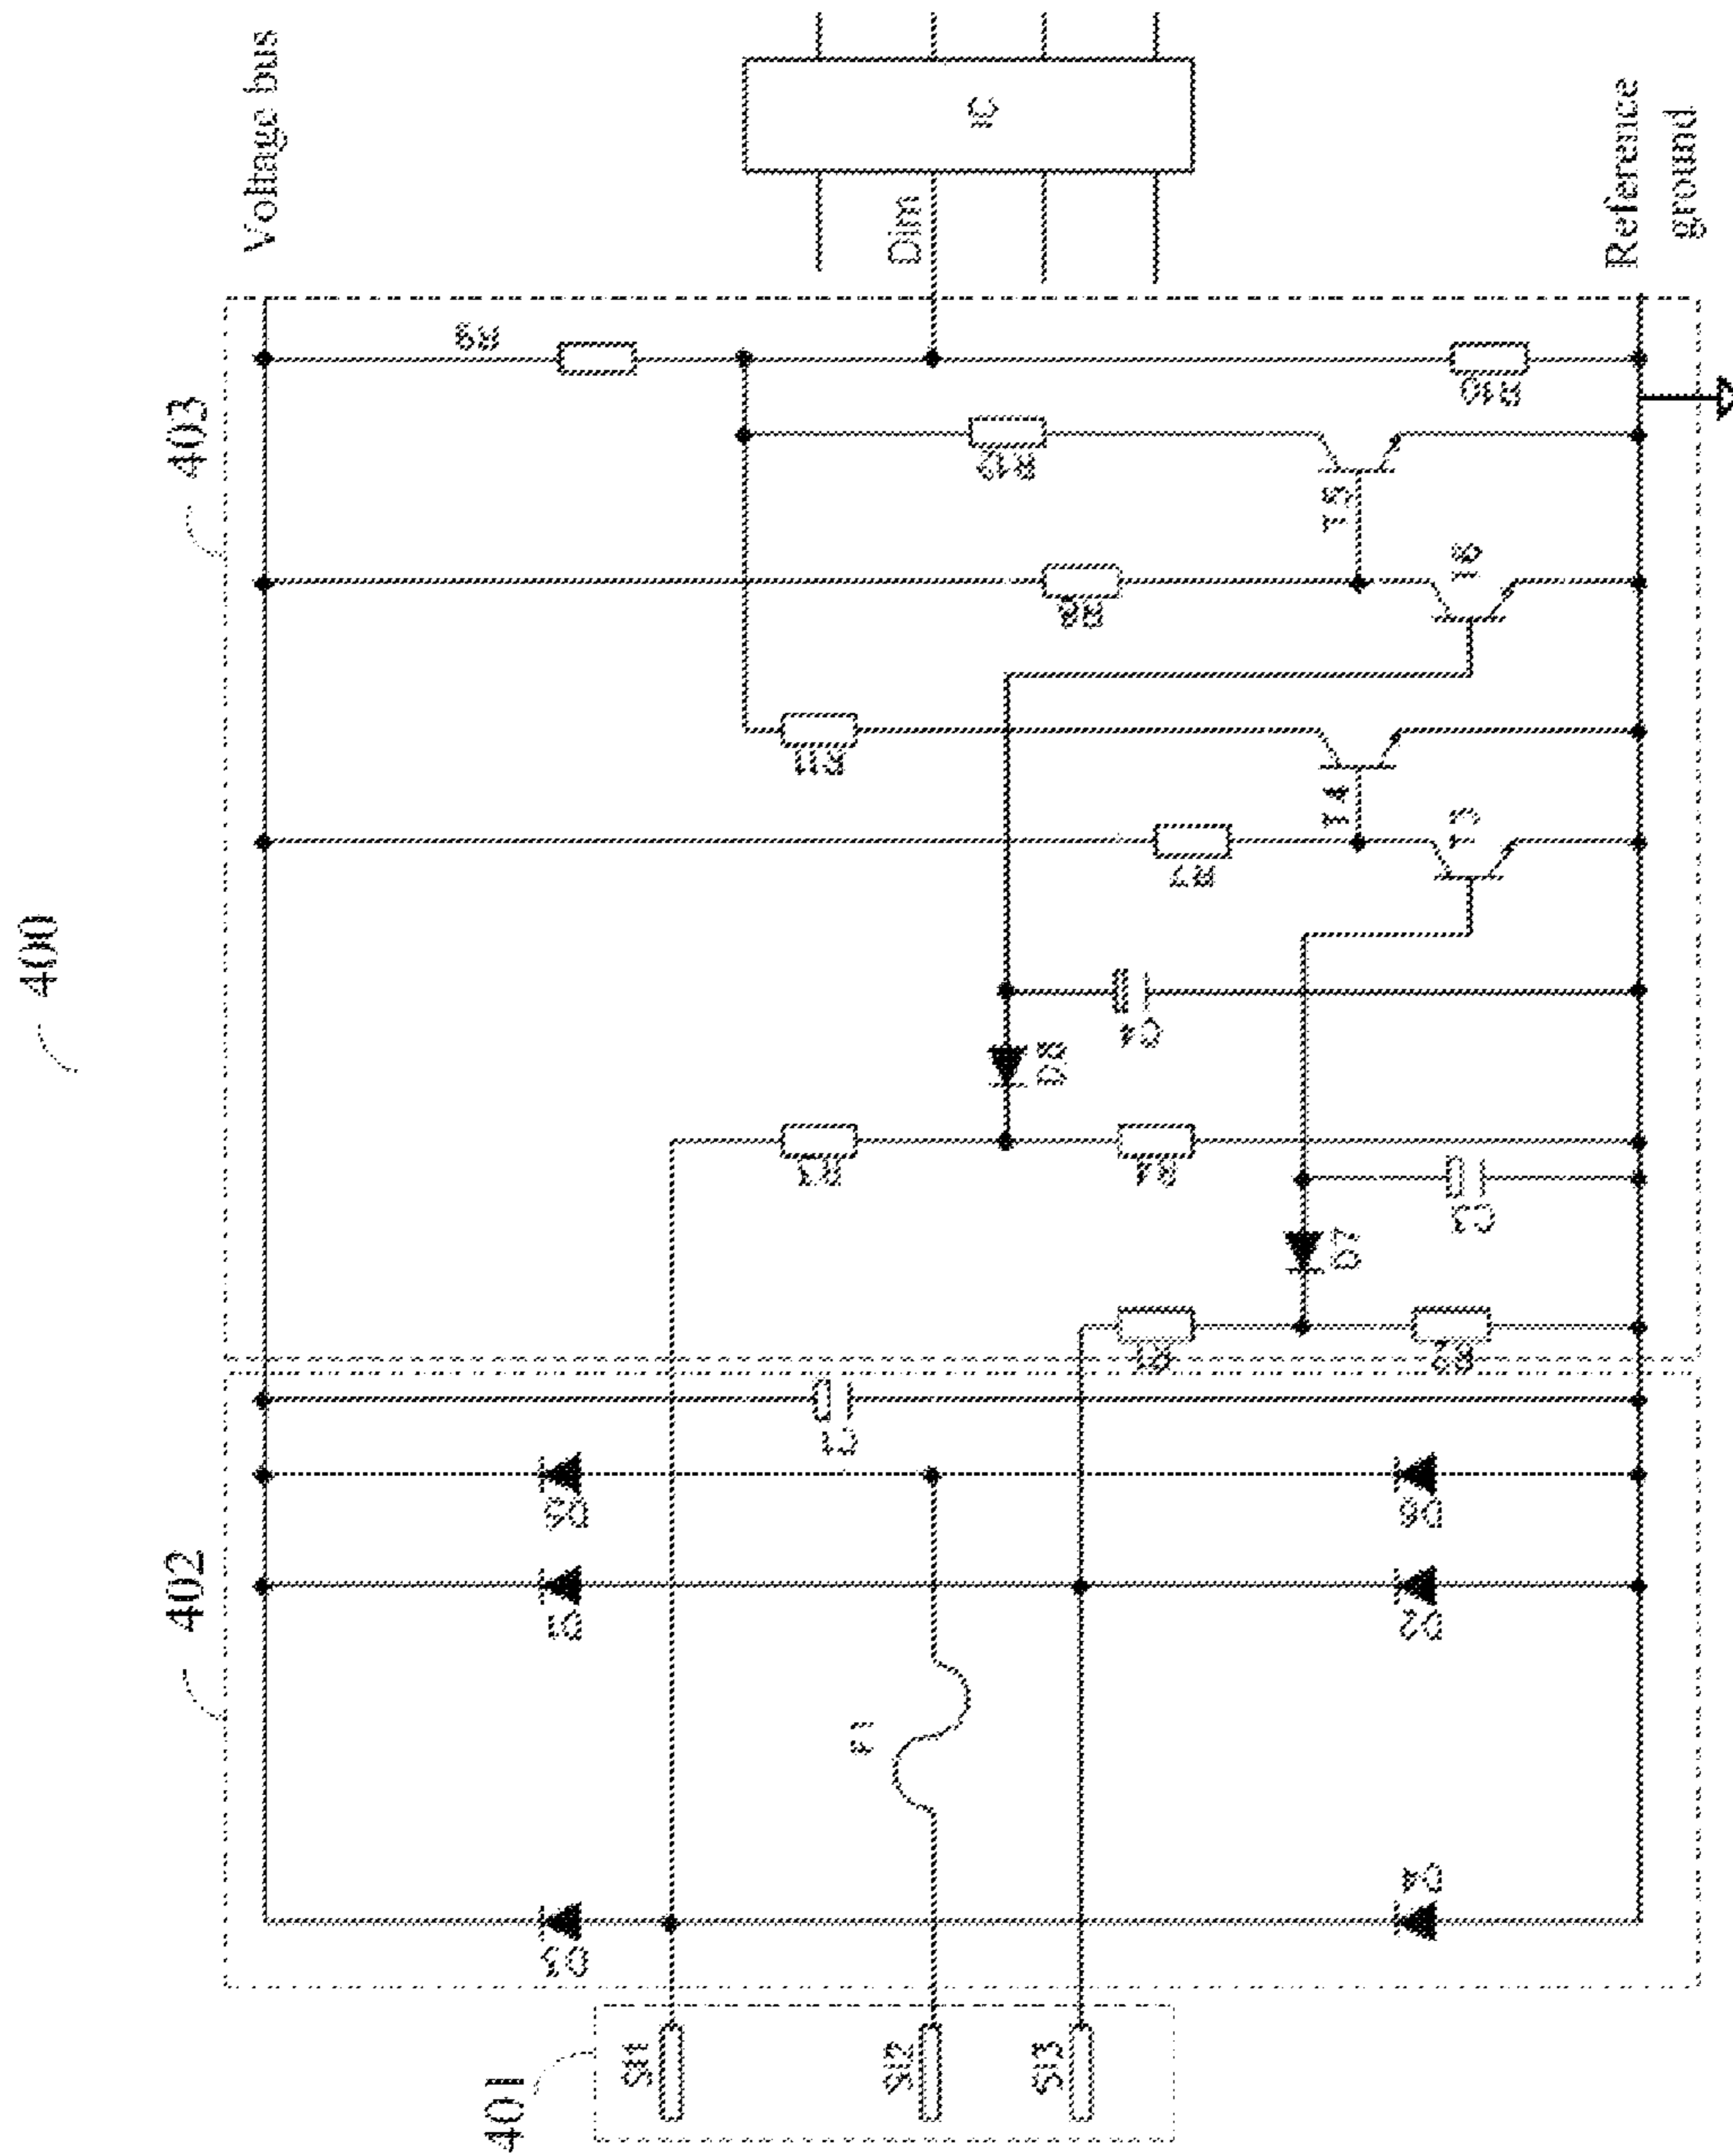 400
401
402
403
Voltage bus
Reference
ground
IC
Dim
SI1
SI2
SI3
F1
D3
D4
D1
D2
D5
D6
C1
R1
R2
D7
C3
R3
R4
D8
C4
R7
T3
T4
R11
R8
T6
T5
R12
R9
R10